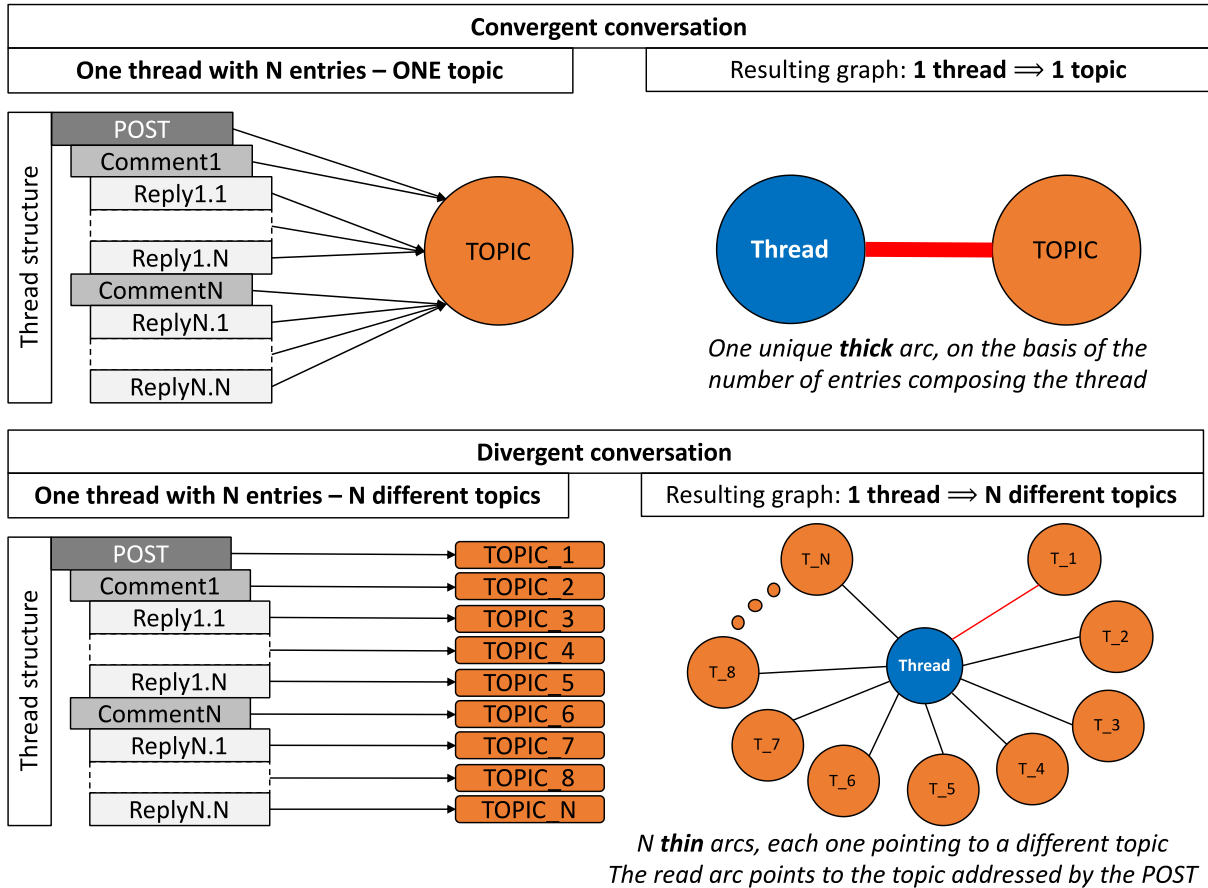 Convergent conversation
One thread with N entries – ONE topic
Resulting graph: 1 thread ⟹ 1 topic
Thread structure
POST
Comment1
Reply1.1
Reply1.N
CommentN
ReplyN.1
ReplyN.N
TOPIC
Thread
TOPIC
One unique thick arc, on the basis of the
number of entries composing the thread
Divergent conversation
One thread with N entries – N different topics
Resulting graph: 1 thread ⟹ N different topics
Thread structure
POST
Comment1
Reply1.1
Reply1.N
CommentN
ReplyN.1
ReplyN.N
TOPIC_1
TOPIC_2
TOPIC_3
TOPIC_4
TOPIC_5
TOPIC_6
TOPIC_7
TOPIC_8
TOPIC_N
T_N
T_1
T_2
T_3
T_4
T_5
T_6
T_7
T_8
Thread
N thin arcs, each one pointing to a different topic
The read arc points to the topic addressed by the POST